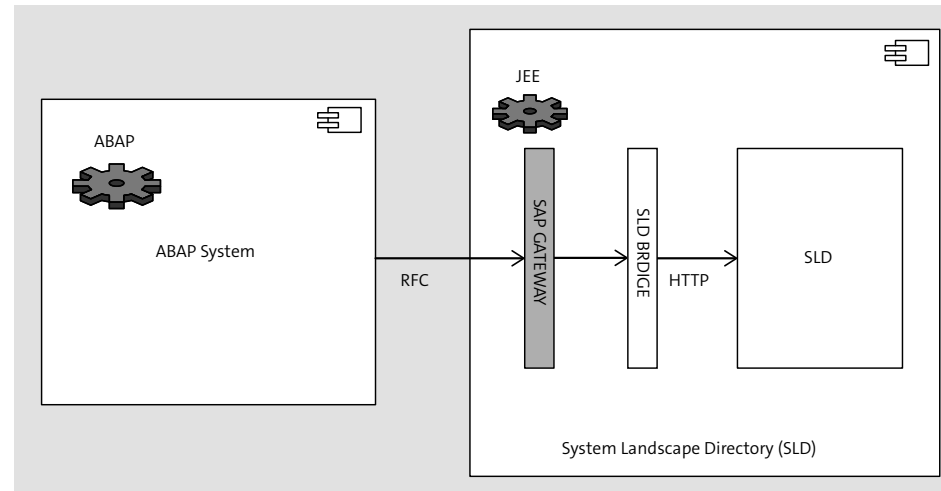 JEE
ABAP
ABAP System
RFC
SAP GATEWAY
SLD BRDIGE
HTTP
SLD
System Landscape Directory (SLD)